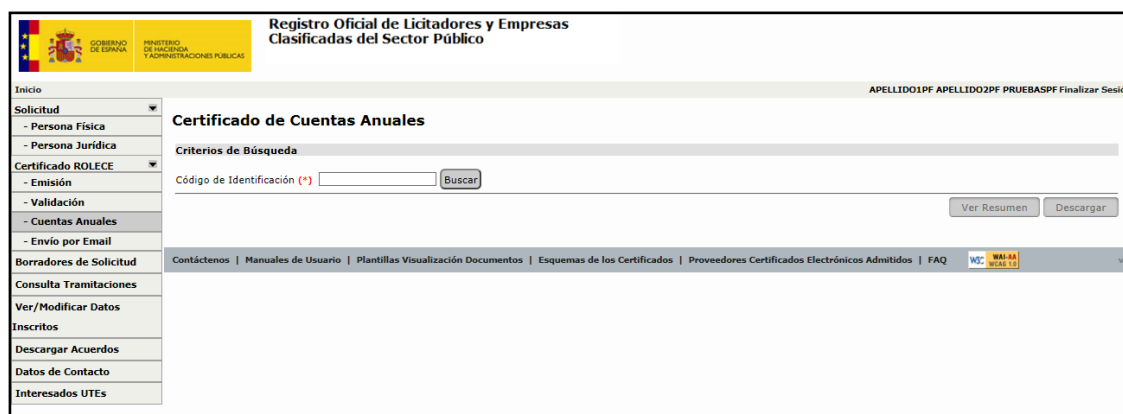 GOBIERNO
DE ESPAÑA
MINISTERIO
DE HACIENDA
Y ADMINISTRACIONES PÚBLICAS
Registro Oficial de Licitadores y Empresas
Clasificadas del Sector Público
Inicio
APELLIDO1PF APELLIDO2PF PRUEBASPF Finalizar Sesió
Solicitud
- Persona Física
- Persona Jurídica
Certificado ROLECE
- Emisión
- Validación
- Cuentas Anuales
- Envío por Email
Borradores de Solicitud
Consulta Tramitaciones
Ver/Modificar Datos
Inscritos
Descargar Acuerdos
Datos de Contacto
Interesados UTEs
Certificado de Cuentas Anuales
Criterios de Búsqueda
Código de Identificación (*) Buscar
Ver Resumen Descargar
Contáctenos | Manuales de Usuario | Plantillas Visualización Documentos | Esquemas de los Certificados | Proveedores Certificados Electrónicos Admitidos | FAQ W3C WAI-AA WCAG 1.0 v